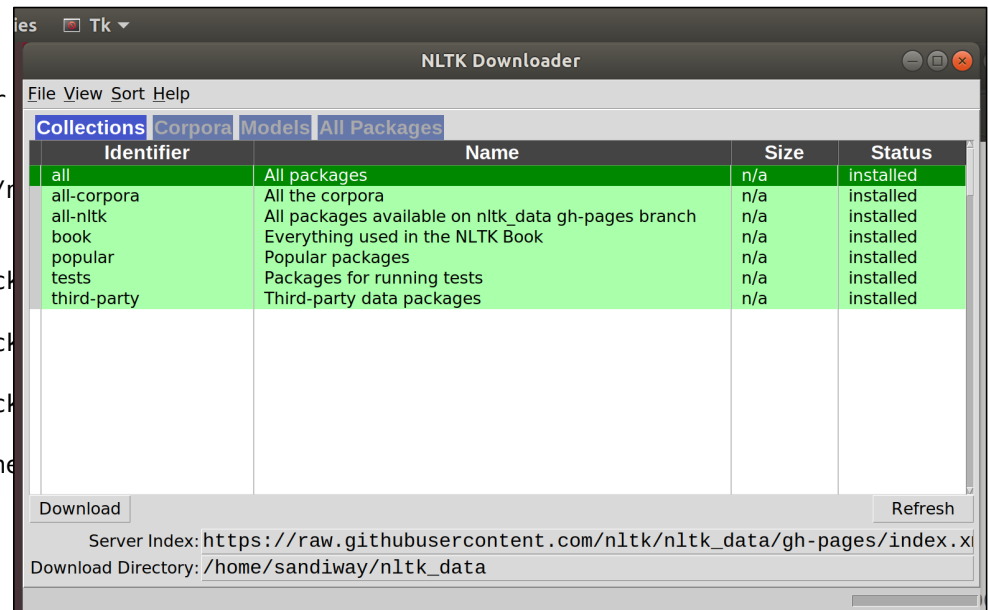 ies Tk
NLTK Downloader
File View Sort Help
Collections Corpora Models All Packages
Identifier Name Size Status
all All packages n/a installed
all-corpora All the corpora n/a installed
all-nltk All packages available on nltk_data gh-pages branch n/a installed
book Everything used in the NLTK Book n/a installed
popular Popular packages n/a installed
tests Packages for running tests n/a installed
third-party Third-party data packages n/a installed
Download Refresh
Server Index: https://raw.githubusercontent.com/nltk/nltk_data/gh-pages/index.x
Download Directory: /home/sandiway/nltk_data